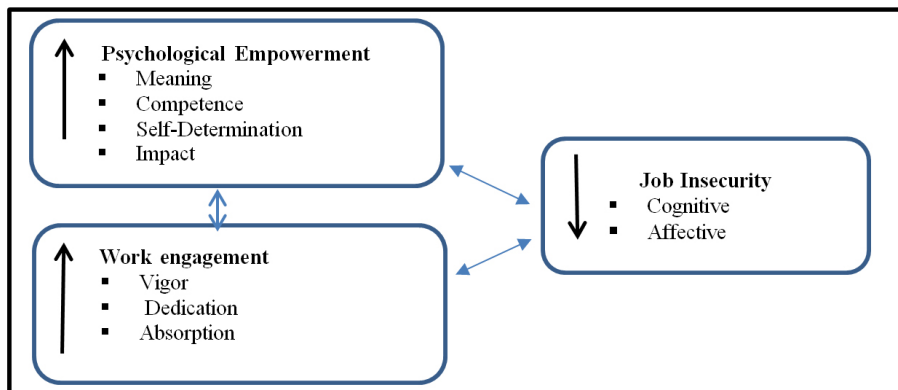 Psychological Empowerment
▪ Meaning
▪ Competence
▪ Self-Determination
▪ Impact
Job Insecurity
▪ Cognitive
▪ Affective
Work engagement
▪ Vigor
▪ Dedication
▪ Absorption